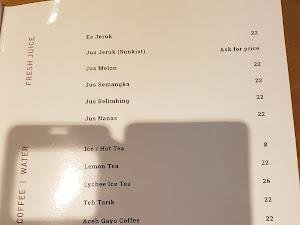 FRESH JUICE
Es Jeruk 22
Jus Jeruk (Sunkist) Ask for price
Jus Melon 22
Jus Semangka 22
Jus Belimbing 22
Jus Nanas 22
COFFEE | WATER
Ice / Hot Tea 8
Lemon Tea 22
Lychee Ice Tea 26
Teh Tarik 22
Aceh Gayo Coffee 22